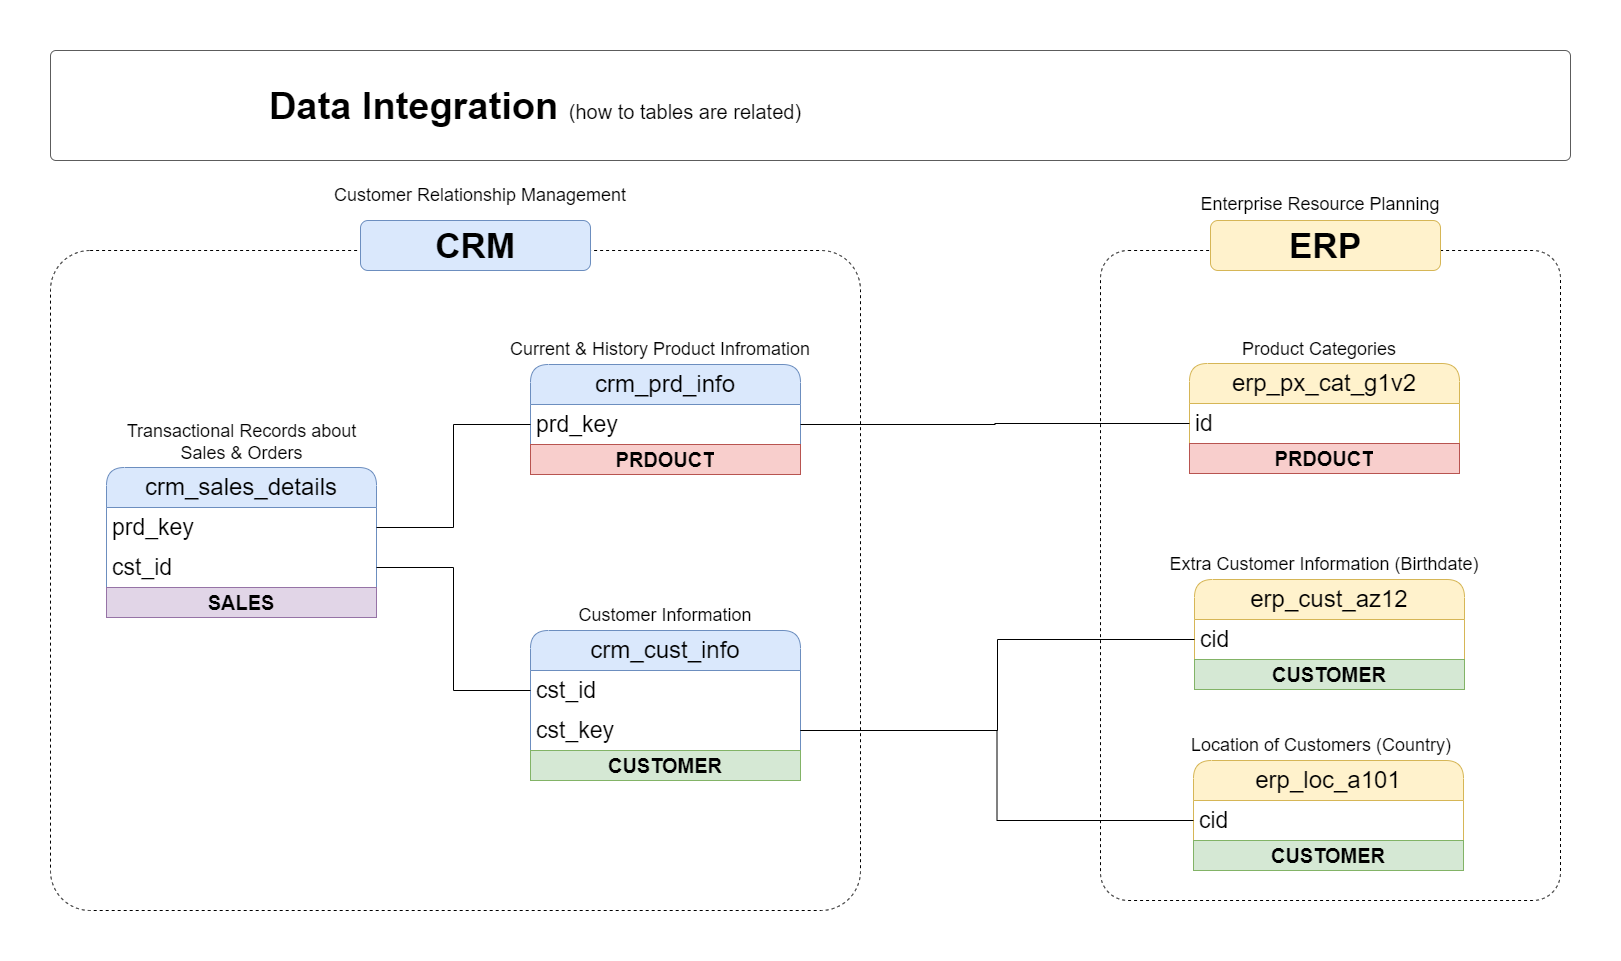 Data Integration (how to tables are related)
Customer Relationship Management
CRM
Enterprise Resource Planning
ERP
Transactional Records about
Sales & Orders
crm_sales_details
prd_key
cst_id
SALES
Current & History Product Infromation
crm_prd_info
prd_key
PRDOUCT
Customer Information
crm_cust_info
cst_id
cst_key
CUSTOMER
Product Categories
erp_px_cat_g1v2
id
PRDOUCT
Extra Customer Information (Birthdate)
erp_cust_az12
cid
CUSTOMER
Location of Customers (Country)
erp_loc_a101
cid
CUSTOMER